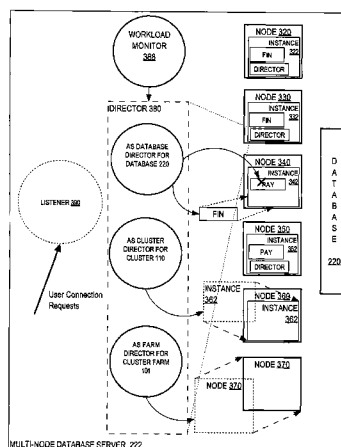 WORKLOAD
MONITOR
388
NODE 320
INSTANCE
322
FIN
DIRECTOR
NODE 330
INSTANCE
332
FIN
DIRECTOR
DIRECTOR 380
AS DATABASE
DIRECTOR FOR
DATABASE 220
NODE 340
INSTANCE
342
PAY
FIN
DATABASE
220
LISTENER 390
NODE 350
INSTANCE
PAY
DIRECTOR
AS CLUSTER
DIRECTOR FOR
CLUSTER 110
INSTANCE
362
NODE 360
INSTANCE
362
User Connection
Requests
AS FARM
DIRECTOR FOR
CLUSTER FARM
101
NODE 370
NODE 370
MULTI-NODE DATABASE SERVER 222